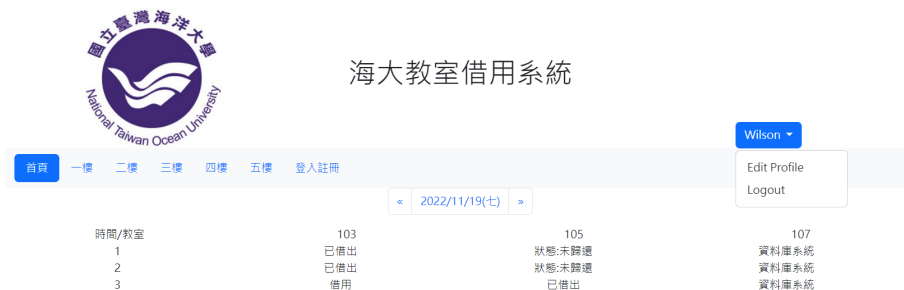 國立臺灣海洋大學
National Taiwan Ocean University
海大教室借用系統
Wilson
Edit Profile
Logout
首頁 一樓 二樓 三樓 四樓 五樓 登入註冊
« 2022/11/19(七) »
時間/教室 103 105 107
1 已借出 狀態:未歸還 資料庫系統
2 已借出 狀態:未歸還 資料庫系統
3 借用 已借出 資料庫系統